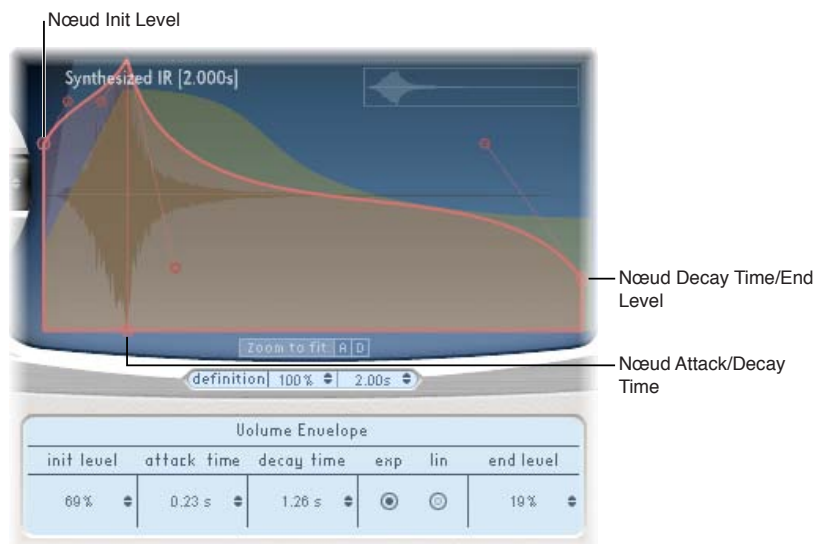 Nœud Init Level
Synthesized IR [2.000s]
Nœud Decay Time/End
Level
Zoom to fit A D
Nœud Attack/Decay
Time
definition 100% 2.00s
Volume Envelope
init level attack time decay time exp lin end level
69% 0.23 s 1.26 s 19%